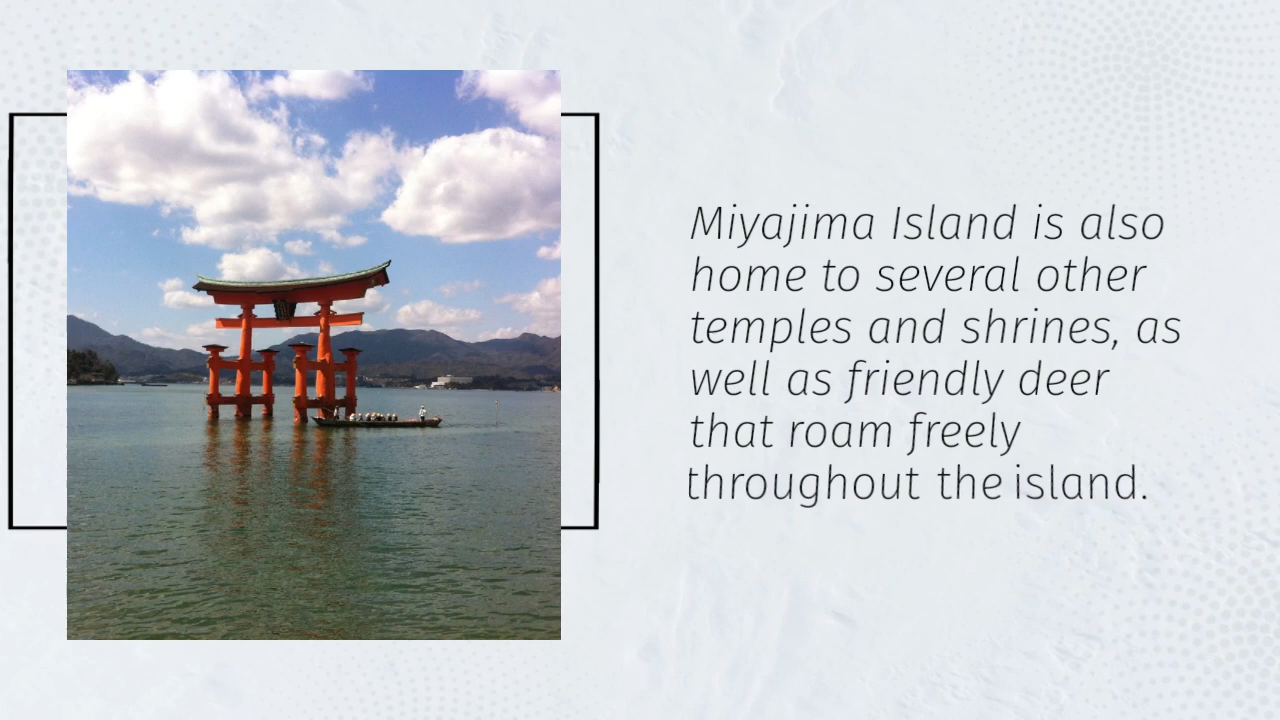 Miyajima Island is also
home to several other
temples and shrines, as
well as friendly deer
that roam freely
throughout the island.